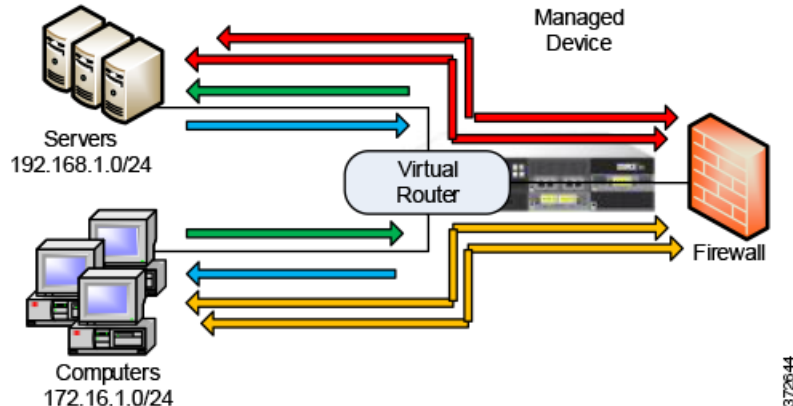 Managed
Device
Servers
192.168.1.0/24
Virtual
Router
Firewall
Computers
172.16.1.0/24
372644